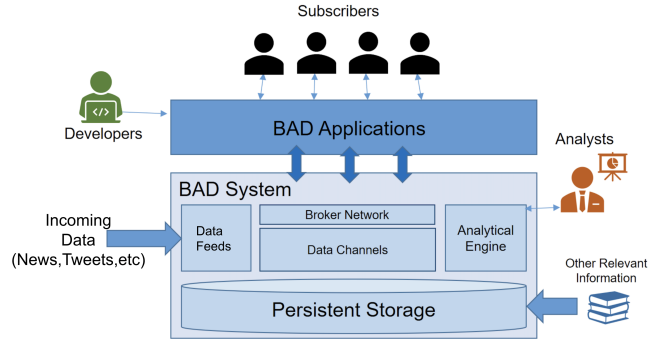 Subscribers
</>
Developers
BAD Applications
Analysts
BAD System
Incoming
Data
(News,Tweets,etc)
Data
Feeds
Broker Network
Data Channels
Analytical
Engine
Other Relevant
Information
Persistent Storage